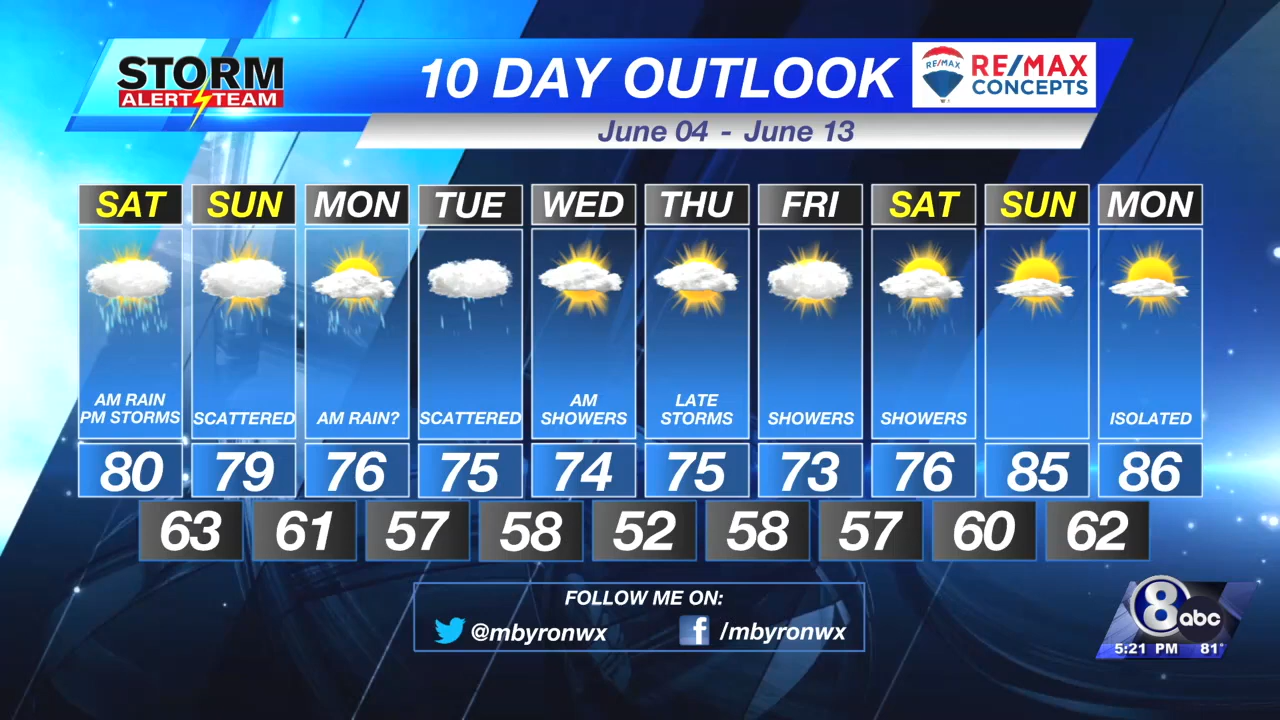 STORM
ALERT TEAM
10 DAY OUTLOOK
RE/MAX
RE/MAX
CONCEPTS
June 04 - June 13
SAT SUN MON TUE WED THU FRI SAT SUN MON
AM RAIN
PM STORMS
SCATTERED
AM RAIN?
SCATTERED
AM
SHOWERS
LATE
STORMS
SHOWERS
SHOWERS
ISOLATED
80 79 76 75 74 75 73 76 85 86
63 61 57 58 52 58 57 60 62
FOLLOW ME ON:
@mbyronwx f /mbyronwx
8 abc
5:21 PM 81°